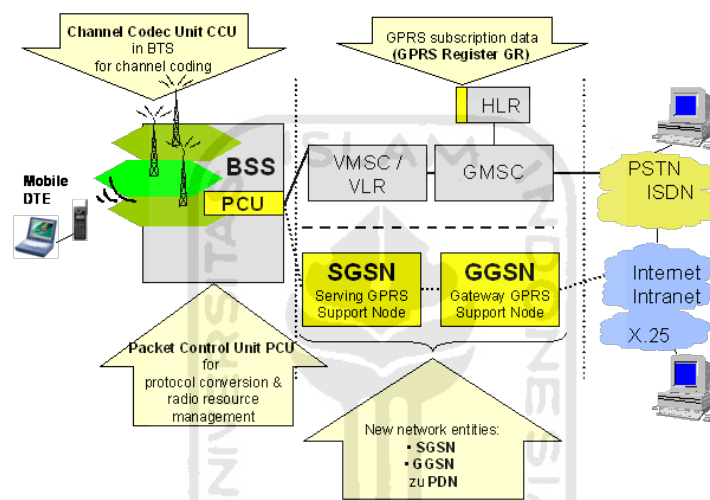 Channel Codec Unit CCU
in BTS
for channel coding
GPRS subscription data
(GPRS Register GR)
HLR
BSS
PCU
VMSC /
VLR
GMSC
PSTN
ISDN
Mobile
DTE
SGSN
Serving GPRS
Support Node
GGSN
Gateway GPRS
Support Node
Internet
Intranet
X.25
Packet Control Unit PCU
for
protocol conversion &
radio resource
management
New network entities:
• SGSN
• GGSN
zu PDN
ISLAM
UNIVERSITAS